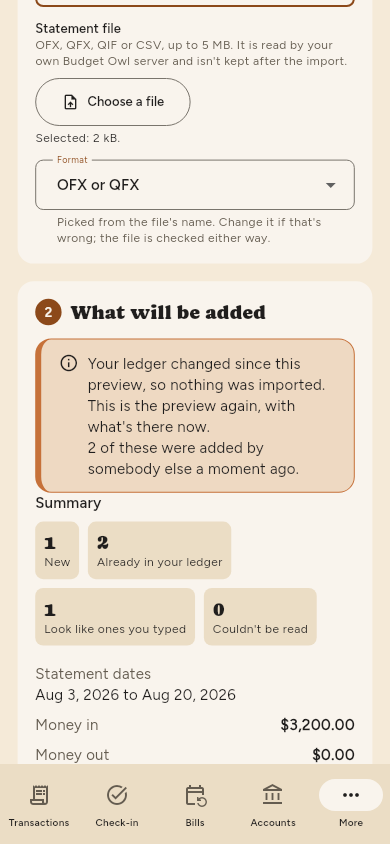 Statement file
OFX, QFX, QIF or CSV, up to 5 MB. It is read by your
own Budget Owl server and isn't kept after the import.
Choose a file
Selected: 2 kB.
Format
OFX or QFX
Picked from the file's name. Change it if that's
wrong; the file is checked either way.
2 What will be added
Your ledger changed since this
preview, so nothing was imported.
This is the preview again, with
what's there now.
2 of these were added by
somebody else a moment ago.
Summary
1 2
New Already in your ledger
1 0
Look like ones you typed Couldn't be read
Statement dates
Aug 3, 2026 to Aug 20, 2026
Money in $3,200.00
Money out $0.00
Transactions Check-in Bills Accounts More